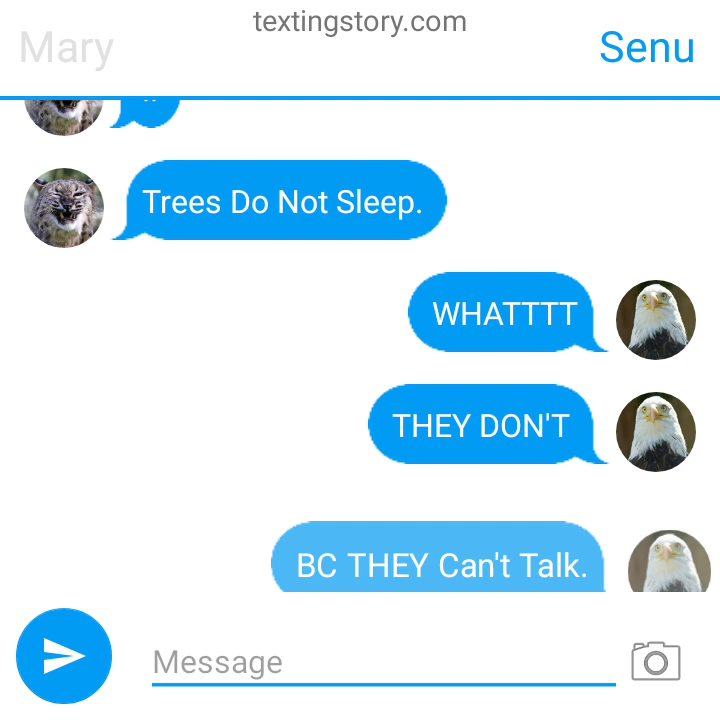 textingstory.com
Mary
Senu
Trees Do Not Sleep.
WHATTTT
THEY DON'T
BC THEY Can't Talk.
Message